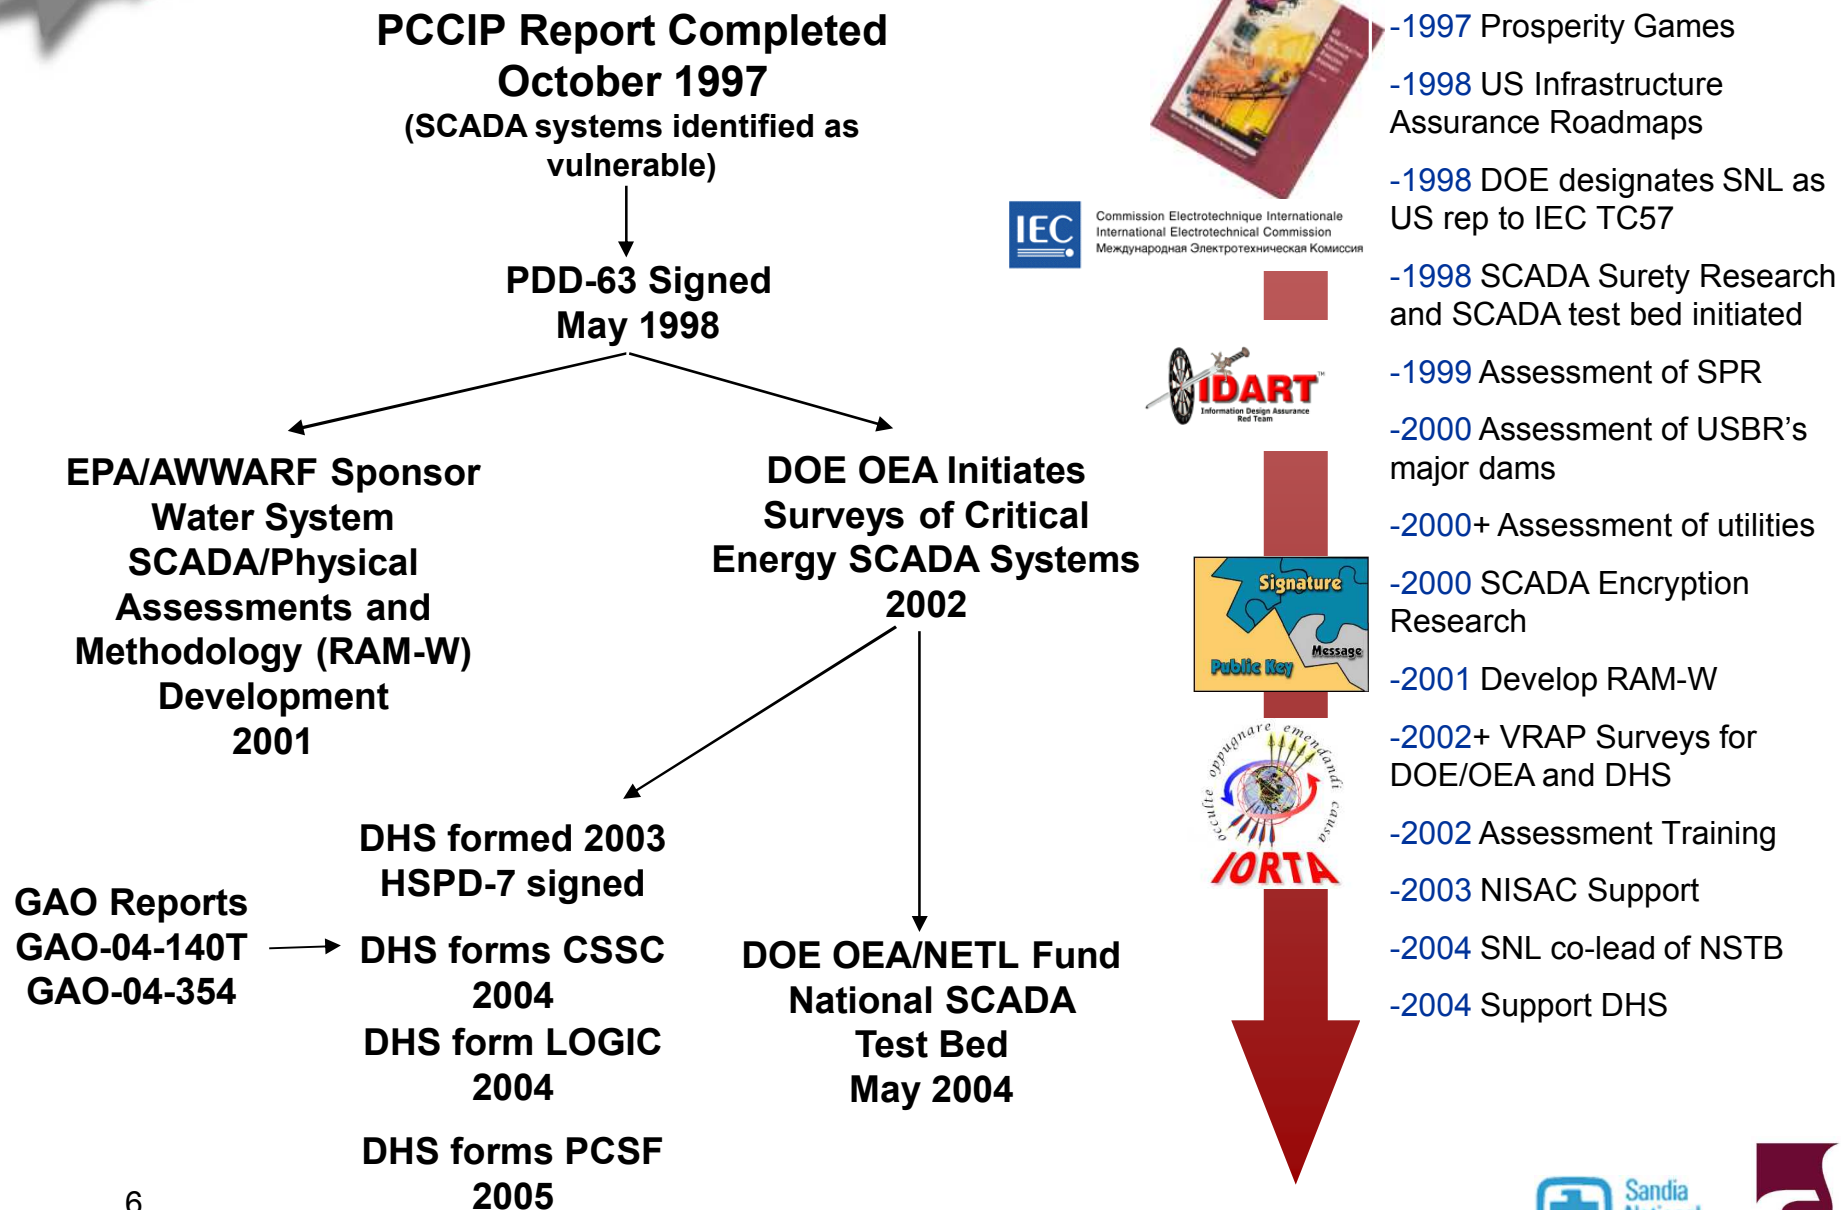 PCCIP Report Completed
October 1997
(SCADA systems identified as
vulnerable)
PDD-63 Signed
May 1998
EPA/AWWARF Sponsor
Water System
SCADA/Physical
Assessments and
Methodology (RAM-W)
Development
2001
DOE OEA Initiates
Surveys of Critical
Energy SCADA Systems
2002
DHS formed 2003
HSPD-7 signed
GAO Reports
GAO-04-140T
GAO-04-354
DHS forms CSSC
2004
DHS form LOGIC
2004
DHS forms PCSF
2005
DOE OEA/NETL Fund
National SCADA
Test Bed
May 2004
IEC
Commission Electrotechnique Internationale
International Electrotechnical Commission
Международная Электротехническая Комиссия
IDART™
Information Design Assurance
Red Team
Signature
Message
Public Key
occulte oppugnare emendandi causa
IORTA
-1997 Prosperity Games
-1998 US Infrastructure
Assurance Roadmaps
-1998 DOE designates SNL as
US rep to IEC TC57
-1998 SCADA Surety Research
and SCADA test bed initiated
-1999 Assessment of SPR
-2000 Assessment of USBR's
major dams
-2000+ Assessment of utilities
-2000 SCADA Encryption
Research
-2001 Develop RAM-W
-2002+ VRAP Surveys for
DOE/OEA and DHS
-2002 Assessment Training
-2003 NISAC Support
-2004 SNL co-lead of NSTB
-2004 Support DHS
6
Sandia